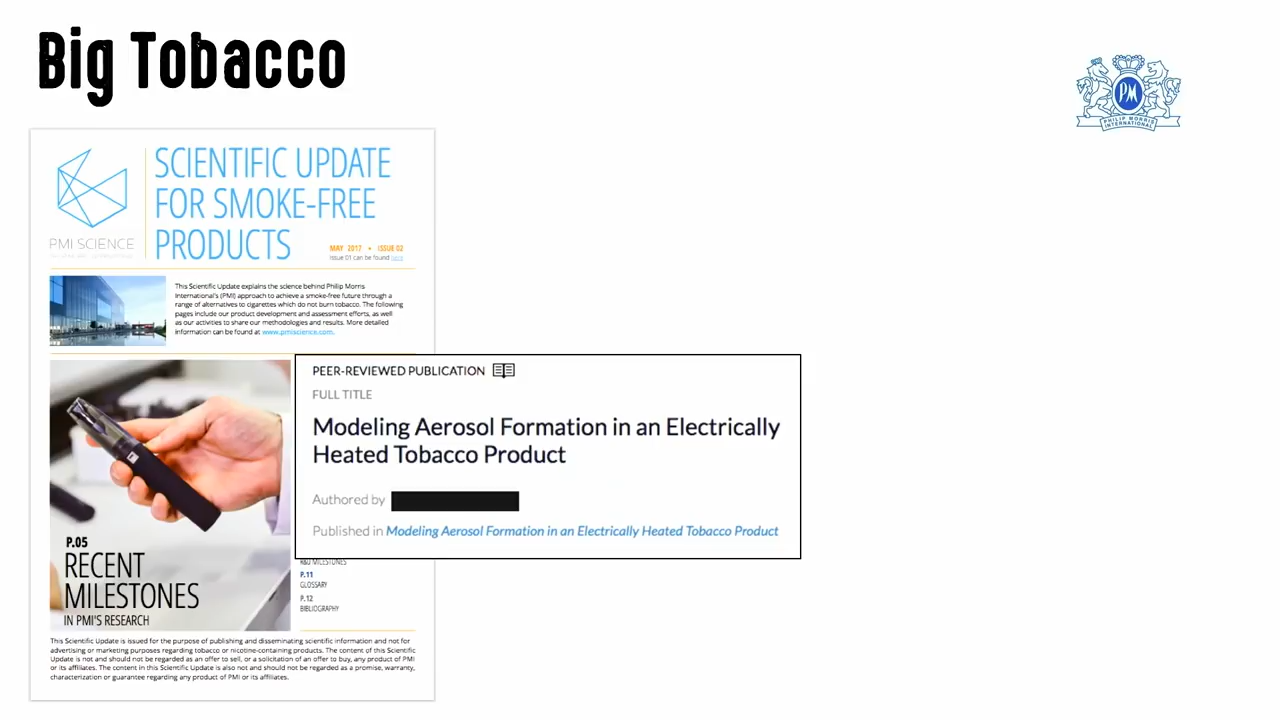 Big Tobacco
PM
PHILIP MORRIS
INTERNATIONAL
SCIENTIFIC UPDATE
FOR SMOKE-FREE
PRODUCTS
PMI SCIENCE
MAY 2017 • ISSUE 02
Issue 01 can be found here
This Scientific Update explains the science behind Philip Morris
International's (PMI) approach to achieve a smoke-free future through a
range of alternatives to cigarettes which do not burn tobacco. The following
pages include our product development and assessment efforts, as well
as our activities to share our methodologies and results. More detailed
information can be found at www.pmiscience.com.
PEER-REVIEWED PUBLICATION
FULL TITLE
Modeling Aerosol Formation in an Electrically
Heated Tobacco Product
Authored by
Published in Modeling Aerosol Formation in an Electrically Heated Tobacco Product
P.05
RECENT
MILESTONES
IN PMI'S RESEARCH
R&D MILESTONES
P.11
GLOSSARY
P.12
BIBLIOGRAPHY
This Scientific Update is issued for the purpose of publishing and disseminating scientific information and not for
advertising or marketing purposes regarding tobacco or nicotine-containing products. The content of this Scientific
Update is not and should not be regarded as an offer to sell, or a solicitation of an offer to buy, any product of PMI
or its affiliates. The content in this Scientific Update is also not and should not be regarded as a promise, warranty,
characterization or guarantee regarding any product of PMI or its affiliates.